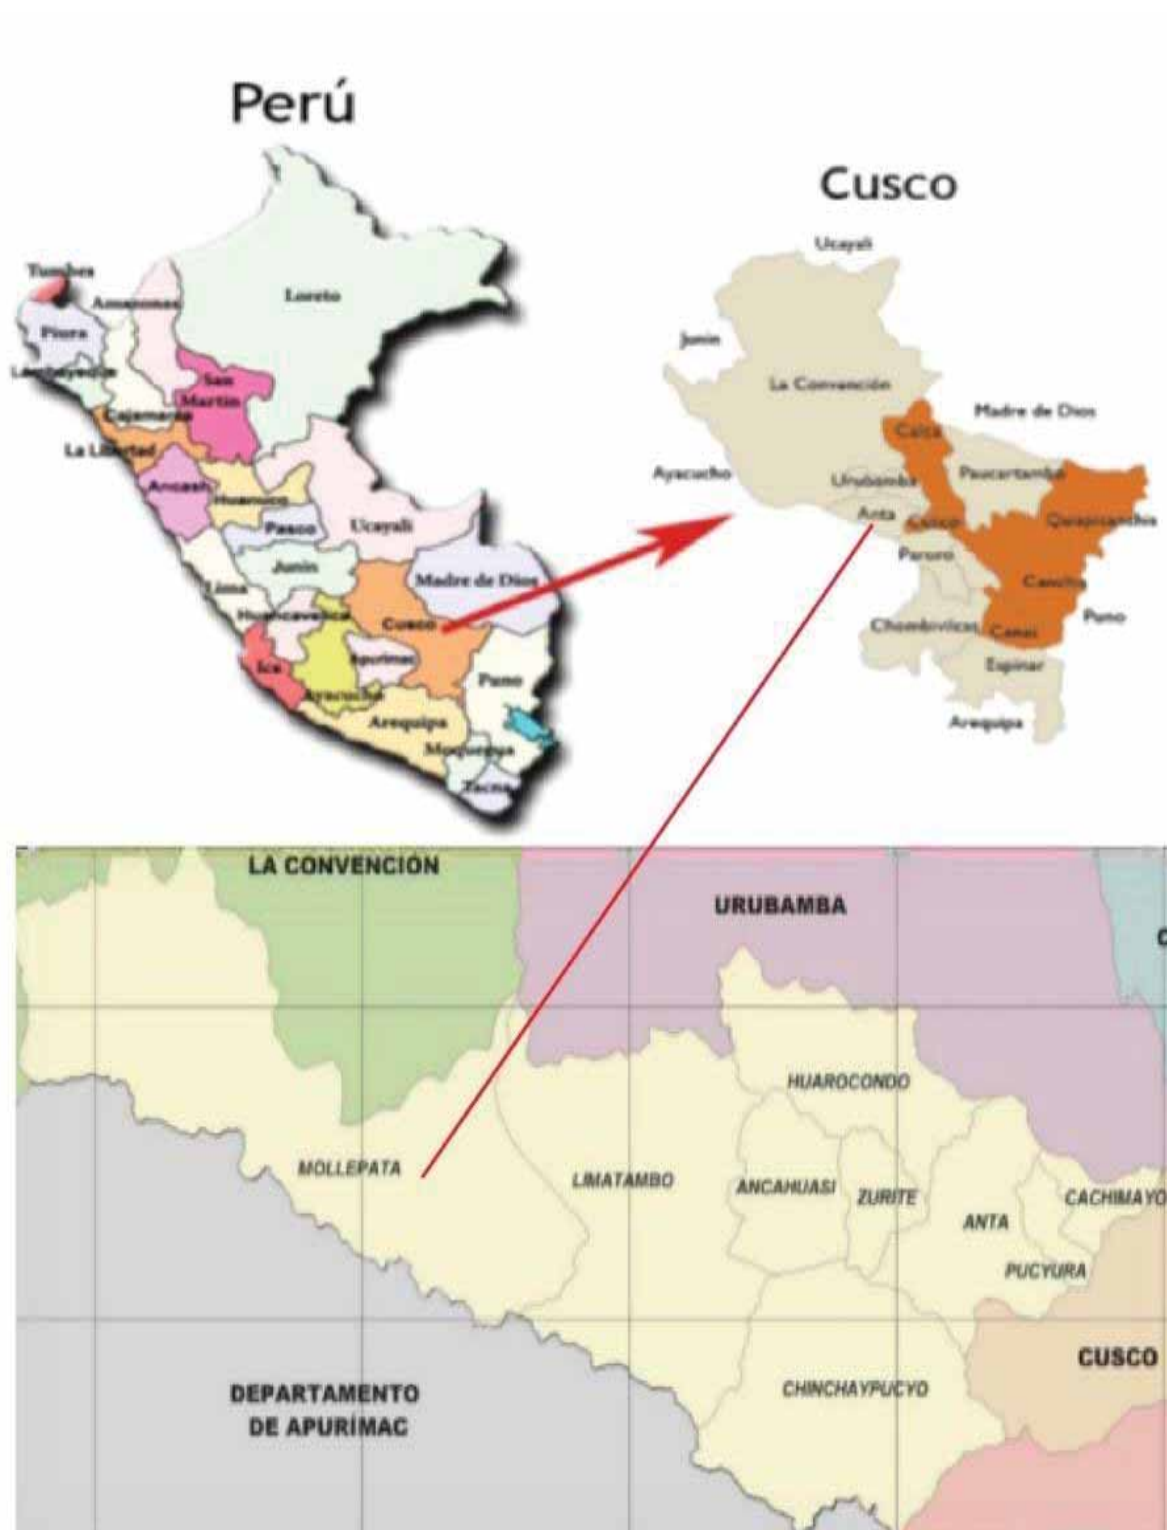 Perú
Tumbes
Amazonas
Loreto
Piura
Lambayeque
San
Martín
Cajamarca
La Libertad
Ancash
Huanuco
Pasco
Ucayali
Junín
Madre de Dios
Lima
Huancavelica
Cusco
Ica
Apurimac
Ayacucho
Puno
Arequipa
Moquegua
Tacna
Cusco
Ucayali
Junin
La Convención
Madre de Dios
Calca
Ayacucho
Urubamba
Paucartambo
Anta
Cusco
Quispicanchis
Paruro
Canchis
Chombivilcas
Canas
Puno
Espinar
Arequipa
LA CONVENCIÓN
URUBAMBA
C
HUAROCONDO
MOLLEPATA
LIMATAMBO
ANCAHUASI
ZURITE
CACHIMAYO
ANTA
PUCYURA
CUSCO
CHINCHAYPUCYO
DEPARTAMENTO
DE APURÍMAC